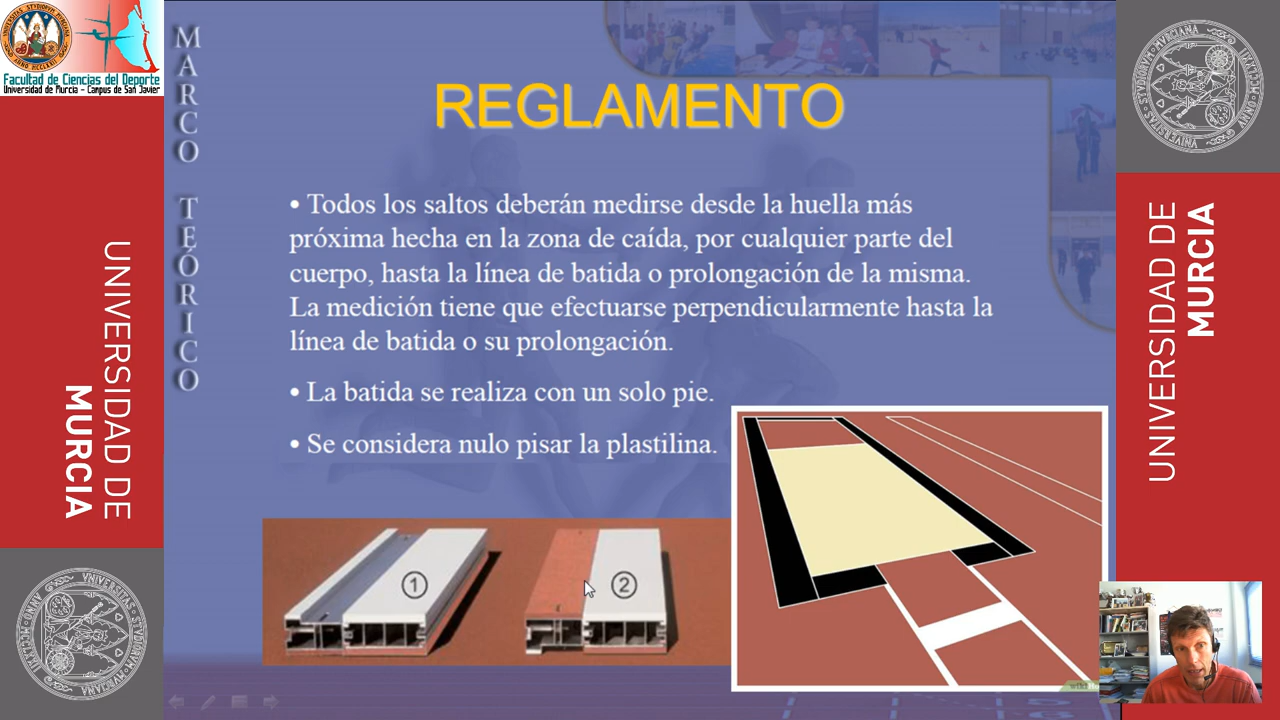 Facultad de Ciencias del Deporte
Universidad de Murcia - Campus de San Javier
MARCO TEÓRICO
REGLAMENTO
• Todos los saltos deberán medirse desde la huella más
próxima hecha en la zona de caída, por cualquier parte del
cuerpo, hasta la línea de batida o prolongación de la misma.
La medición tiene que efectuarse perpendicularmente hasta la
línea de batida o su prolongación.
• La batida se realiza con un solo pie.
• Se considera nulo pisar la plastilina.
1
2
UNIVERSIDAD DE
MURCIA
UNIVERSIDAD DE
MURCIA